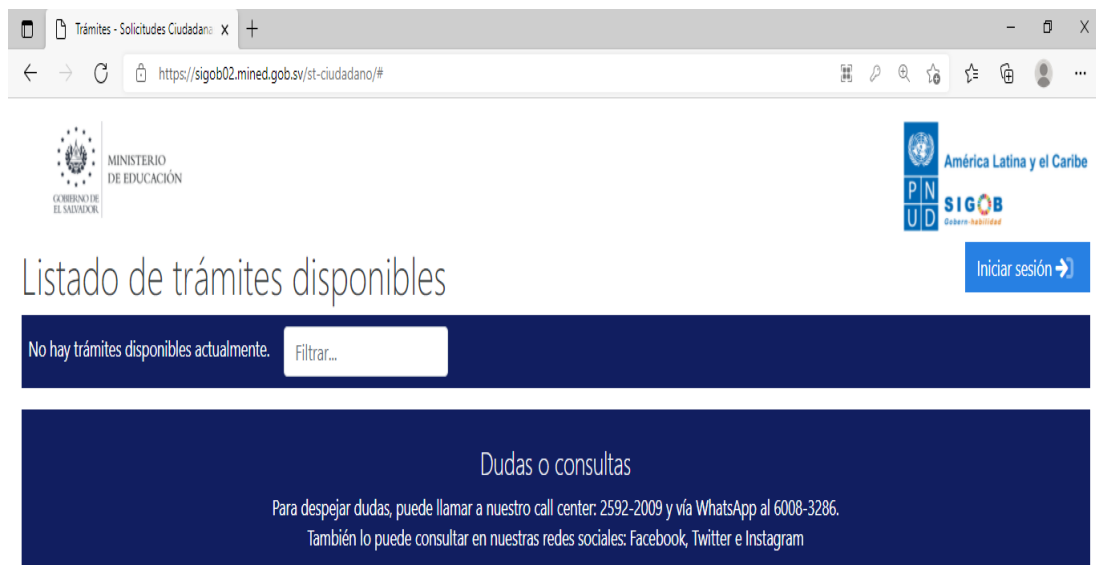 Trámites - Solicitudes Ciudadana
https://sigob02.mined.gob.sv/st-ciudadano/#
MINISTERIO
DE EDUCACIÓN
GOBIERNO DE
EL SALVADOR
PNUD
América Latina y el Caribe
SIGOB
Gobern-habilidad
Iniciar sesión
Listado de trámites disponibles
No hay trámites disponibles actualmente.
Filtrar...
Dudas o consultas
Para despejar dudas, puede llamar a nuestro call center: 2592-2009 y vía WhatsApp al 6008-3286.
También lo puede consultar en nuestras redes sociales: Facebook, Twitter e Instagram